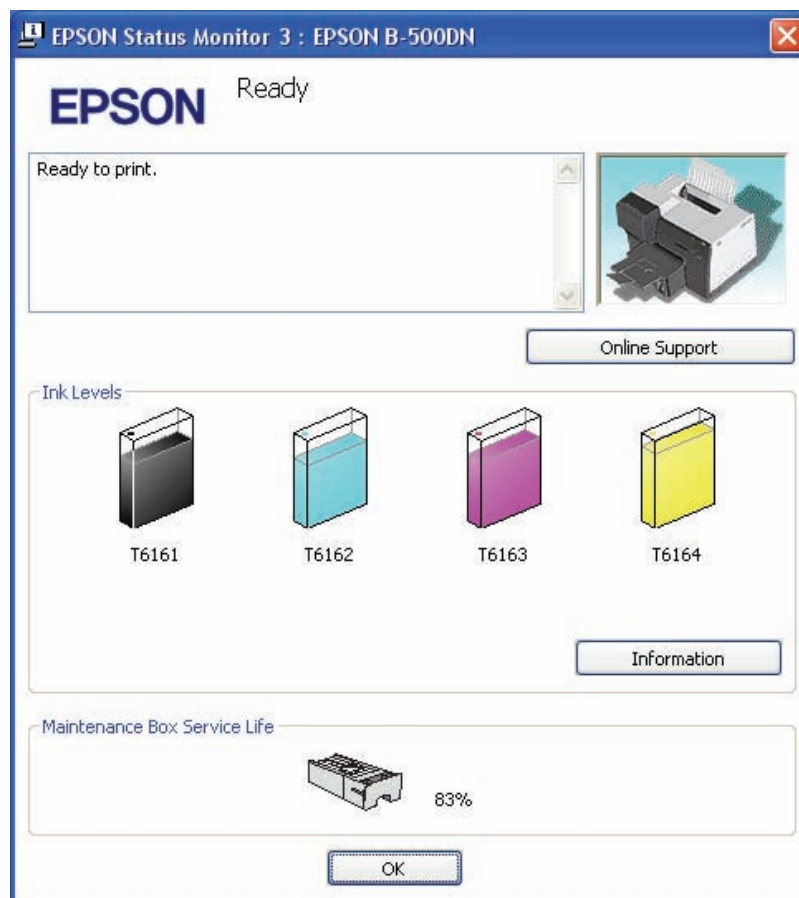 EPSON Status Monitor 3 : EPSON B-500DN
EPSON
Ready
Ready to print.
Online Support
Ink Levels
T6161
T6162
T6163
T6164
Information
Maintenance Box Service Life
83%
OK